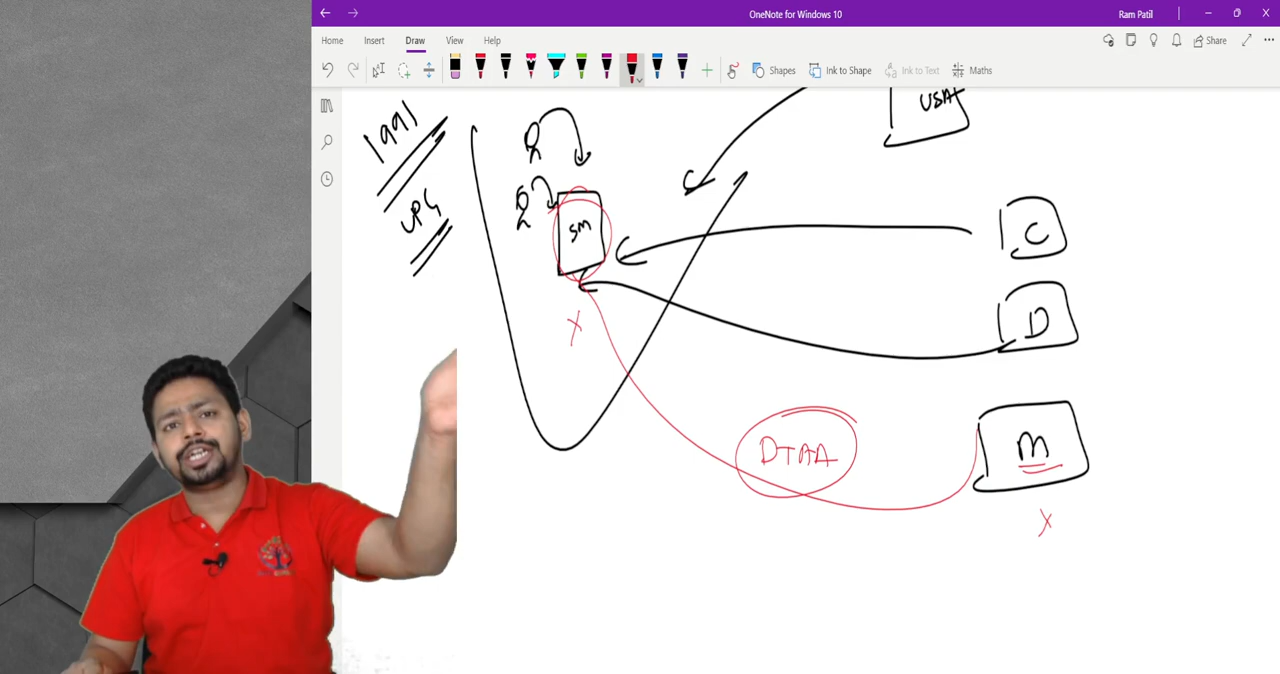 OneNote for Windows 10
Ram Patil
Home Insert Draw View Help
Share
Shapes
Ink to Shape
Ink to Text
Maths
1991
USA
SM
C
D
X
DTAA
M
X